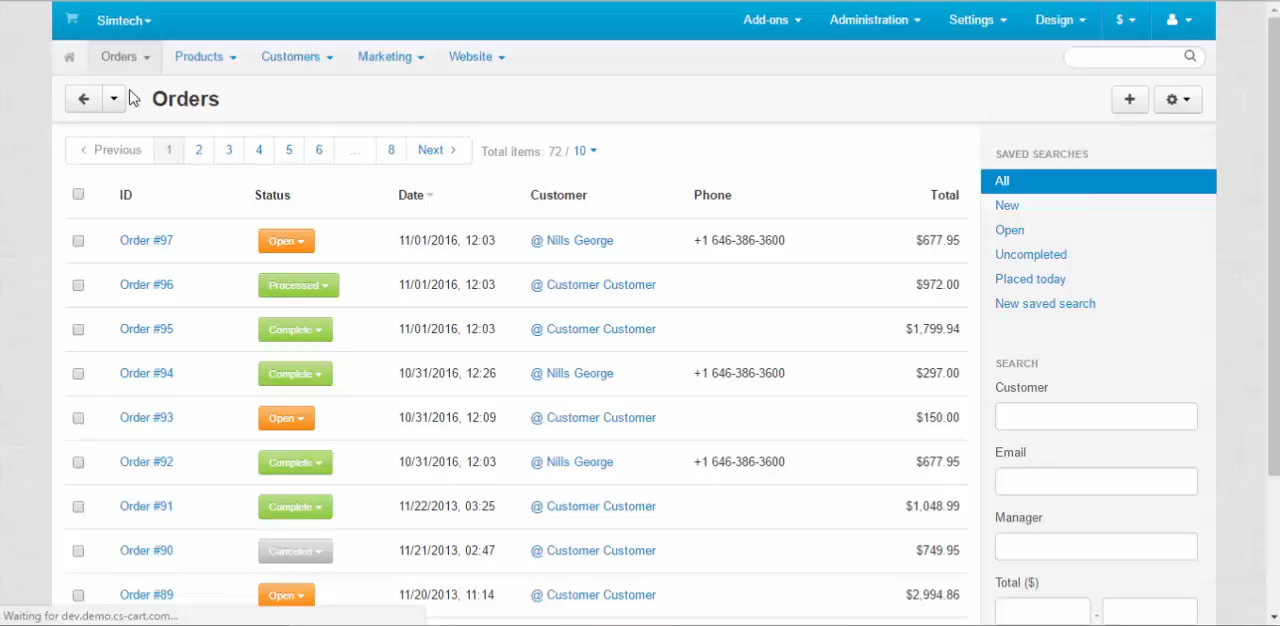 Simtech
Add-ons
Administration
Settings
Design
$
Orders
Products
Customers
Marketing
Website
Orders
< Previous 1 2 3 4 5 6 ... 8 Next > Total items: 72 / 10
ID Status Date Customer Phone Total
Order #97 Open 11/01/2016, 12:03 @ Nills George +1 646-386-3600 $677.95
Order #96 Processed 11/01/2016, 12:03 @ Customer Customer $972.00
Order #95 Complete 11/01/2016, 12:03 @ Customer Customer $1,799.94
Order #94 Complete 10/31/2016, 12:26 @ Nills George +1 646-386-3600 $297.00
Order #93 Open 10/31/2016, 12:09 @ Customer Customer $150.00
Order #92 Complete 10/31/2016, 12:03 @ Nills George +1 646-386-3600 $677.95
Order #91 Complete 11/22/2013, 03:25 @ Customer Customer $1,048.99
Order #90 Canceled 11/21/2013, 02:47 @ Customer Customer $749.95
Order #89 Open 11/20/2013, 11:14 @ Customer Customer $2,994.86
SAVED SEARCHES
All
New
Open
Uncompleted
Placed today
New saved search
SEARCH
Customer
Email
Manager
Total ($)
-
Waiting for dev.demo.cs-cart.com...